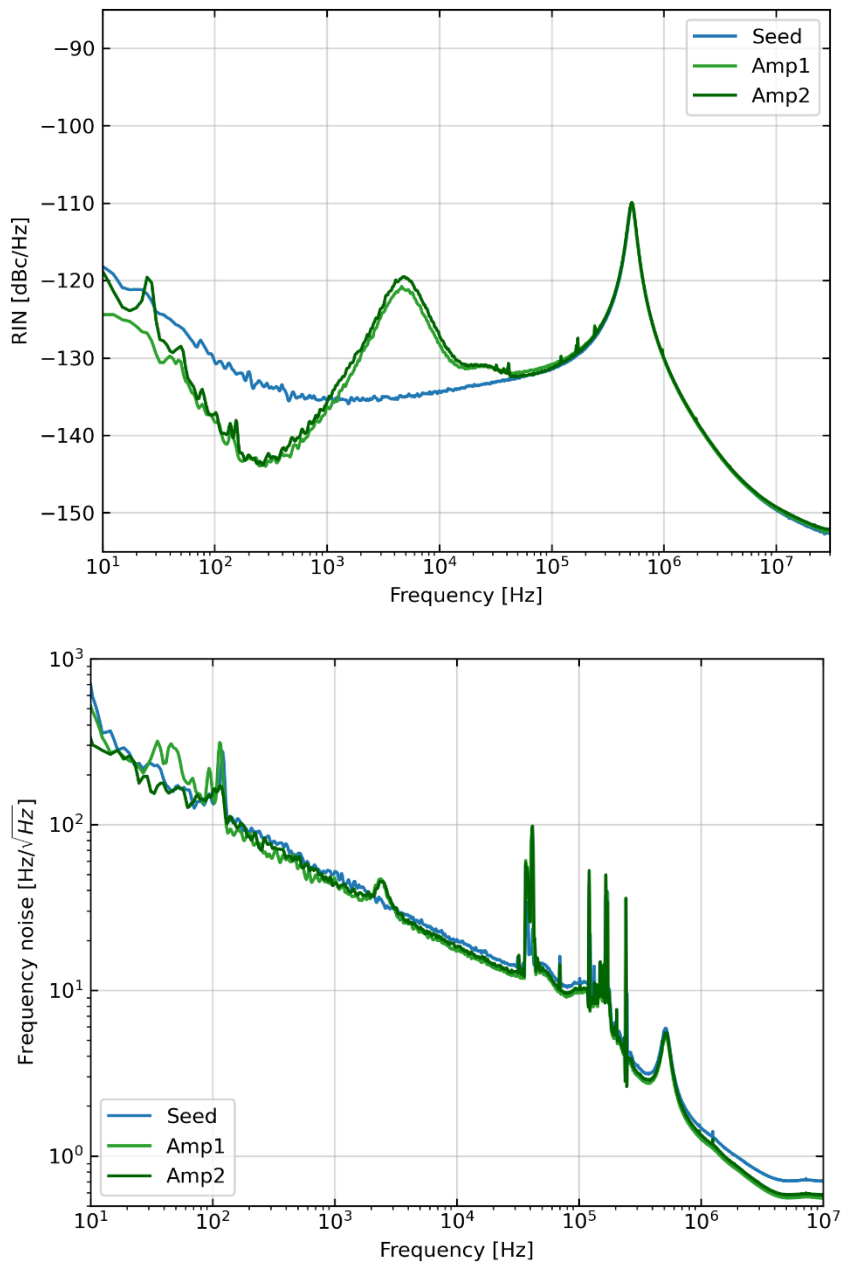 −90
−100
−110
−120
−130
−140
−150
RIN [dBc/Hz]
Seed
Amp1
Amp2
10¹ 10² 10³ 10⁴ 10⁵ 10⁶ 10⁷
Frequency [Hz]
10³
10²
10¹
10⁰
Frequency noise [Hz/√Hz]
Seed
Amp1
Amp2
10¹ 10² 10³ 10⁴ 10⁵ 10⁶ 10⁷
Frequency [Hz]